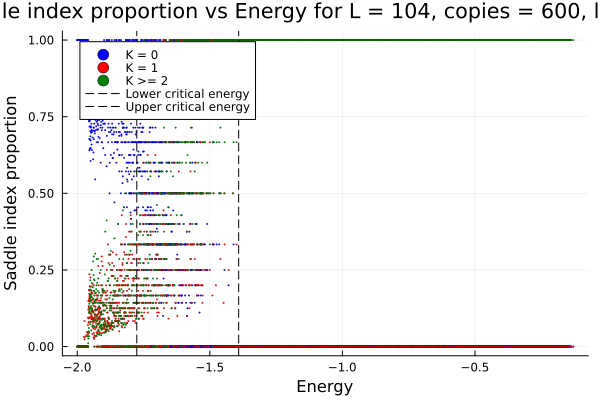 le index proportion vs Energy for L = 104, copies = 600, l
1.00
K = 0
K = 1
K >= 2
Lower critical energy
Upper critical energy
0.75
0.50
0.25
0.00
Saddle index proportion
−2.0 −1.5 −1.0 −0.5
Energy